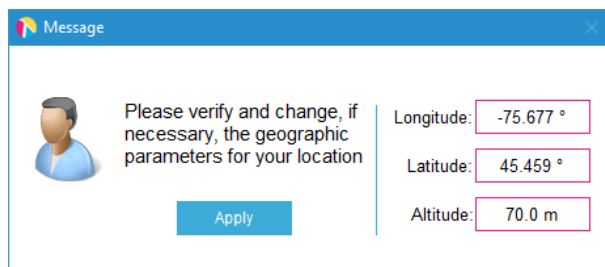 Message
Please verify and change, if
necessary, the geographic
parameters for your location
Apply
Longitude: -75.677 °
Latitude: 45.459 °
Altitude: 70.0 m